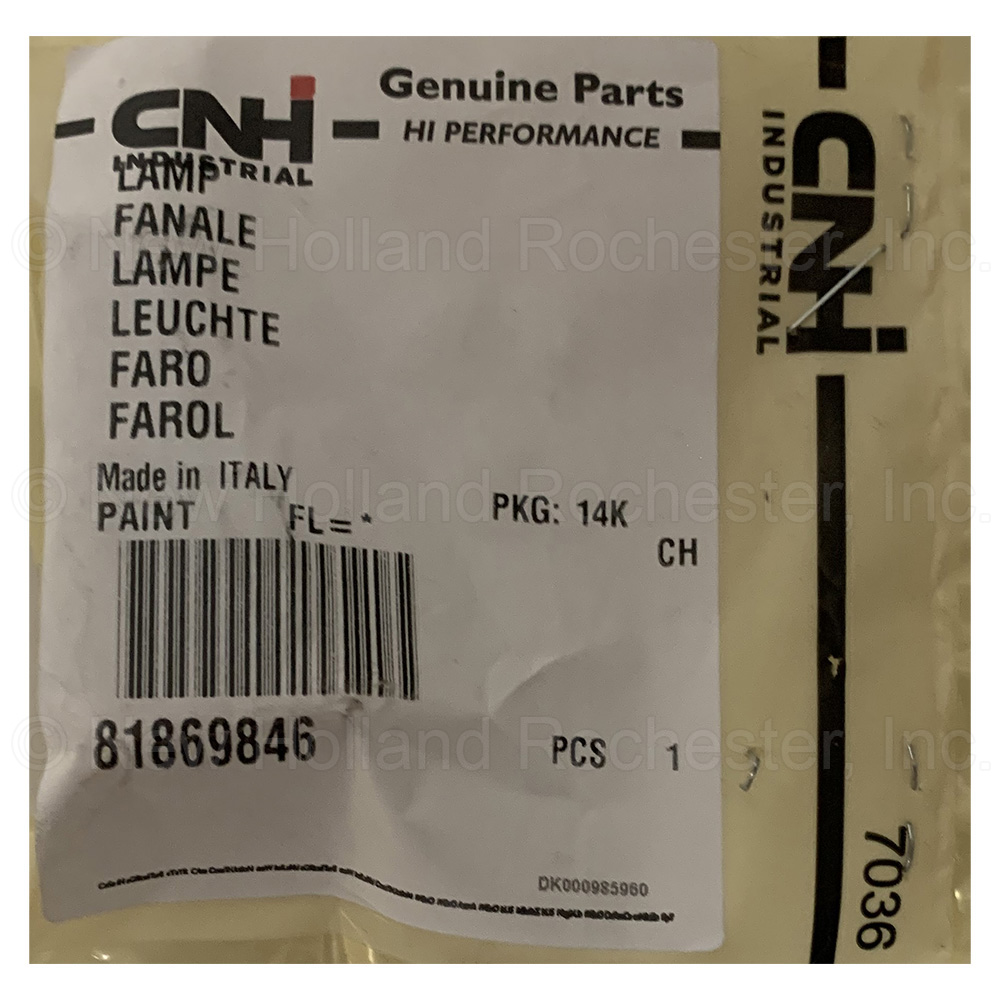 CNH
INDUSTRIAL
Genuine Parts
HI PERFORMANCE
LAMP
FANALE
LAMPE
LEUCHTE
FARO
FAROL
Made in ITALY
PAINT FL= *
PKG: 14K
CH
81869846
PCS 1
DK000985960
CNH
INDUSTRIAL
7036
© New Holland Rochester, Inc.
© New Holland Rochester, Inc.
© New Holland Rochester, Inc.